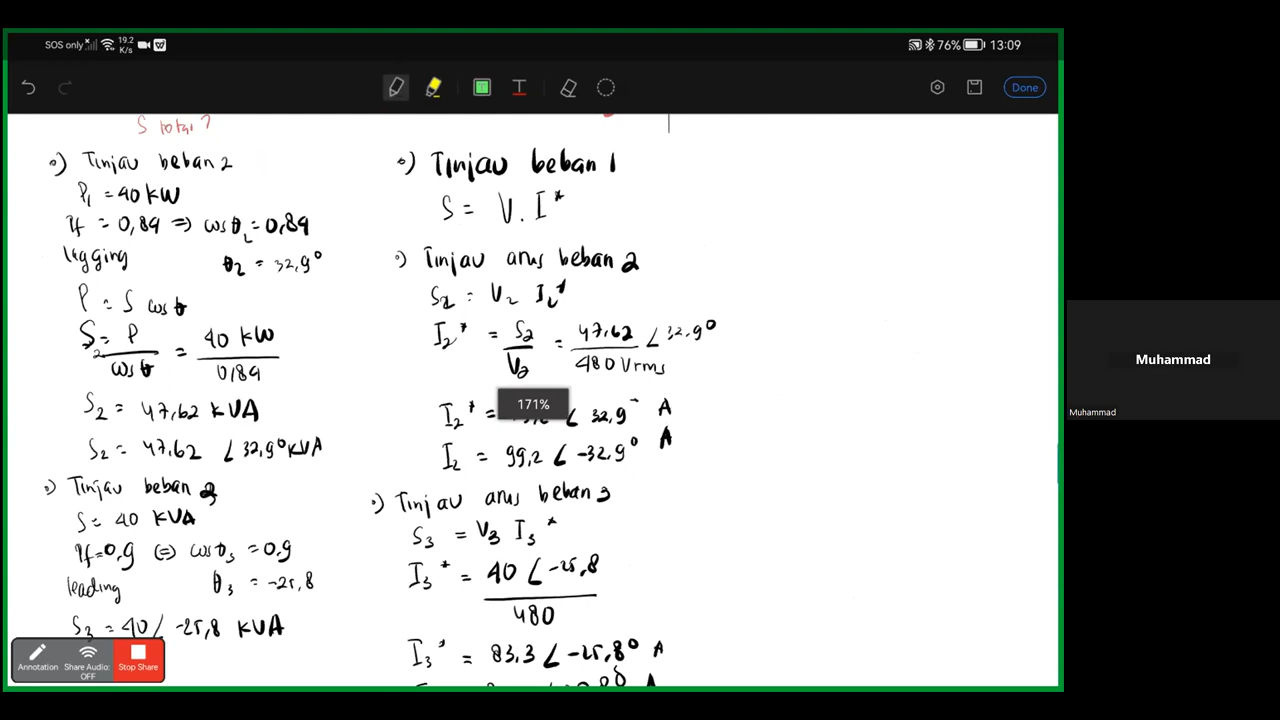 SOS only
19.2 K/s
W
76%
13:09
T
Done
S total ?
o) Tinjau beban 2
P₁ = 40 kW
Pf = 0,84 => cos θ₂ = 0,84
lagging θ₂ = 32,9°
P = S cos θ
S₂ = P / cos θ = 40 kW / 0,84
S₂ = 47,62 kVA
S₂ = 47,62 ∠32,9° kVA
o) Tinjau beban 3
S = 40 kVA
Pf = 0,9 (=) cos θ₃ = 0.9
leading θ₃ = -25,8
S₃ = 40 ∠ -25,8 kVA
o) Tinjau beban 1
S = V . I*
o) Tinjau arus beban 2
S₂ = V₂ I₂*
I₂* = S₂ / V₂ = 47,62 / 480 Vrms ∠32,9°
I₂* = ∠ 32,9° A
171%
I₂ = 99,2 ∠ -32,9° A
o) Tinjau arus beban 3
S₃ = V₃ I₃*
I₃* = 40 ∠ -25,8 / 480
I₃* = 83,3 ∠ -25,8° A
Annotation
Share Audio: OFF
Stop Share
Muhammad
Muhammad